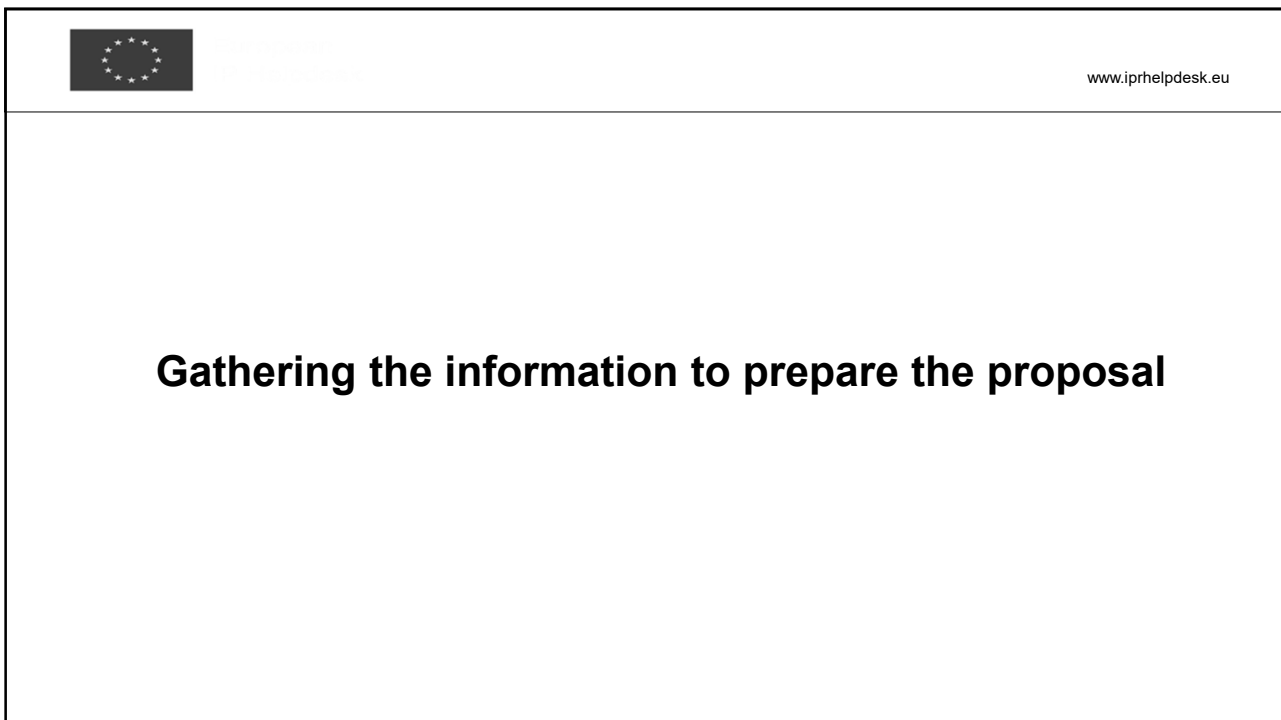 www.iprhelpdesk.eu
Gathering the information to prepare the proposal